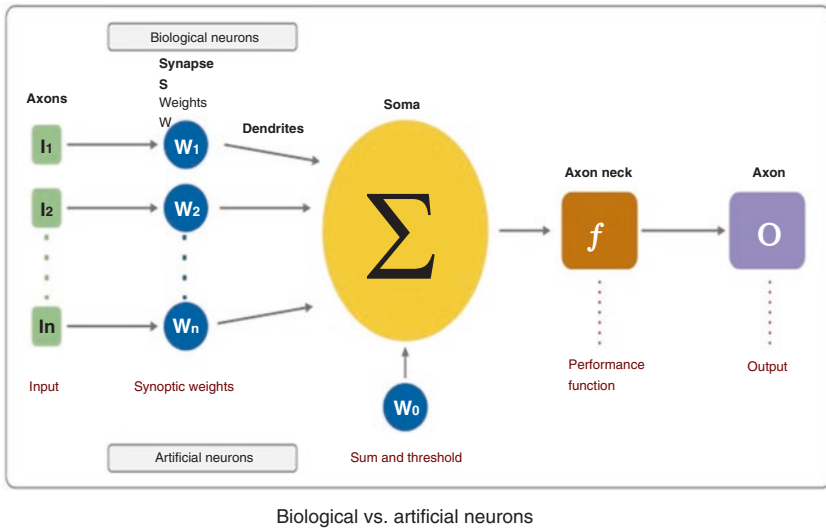 Biological neurons
Synapse
S
Weights
W
Axons
Soma
Dendrites
Axon neck
Axon
I1
W1
I2
W2
Σ
f
O
In
Wn
Input
Synoptic weights
W0
Performance
function
Output
Artificial neurons
Sum and threshold
Biological vs. artificial neurons